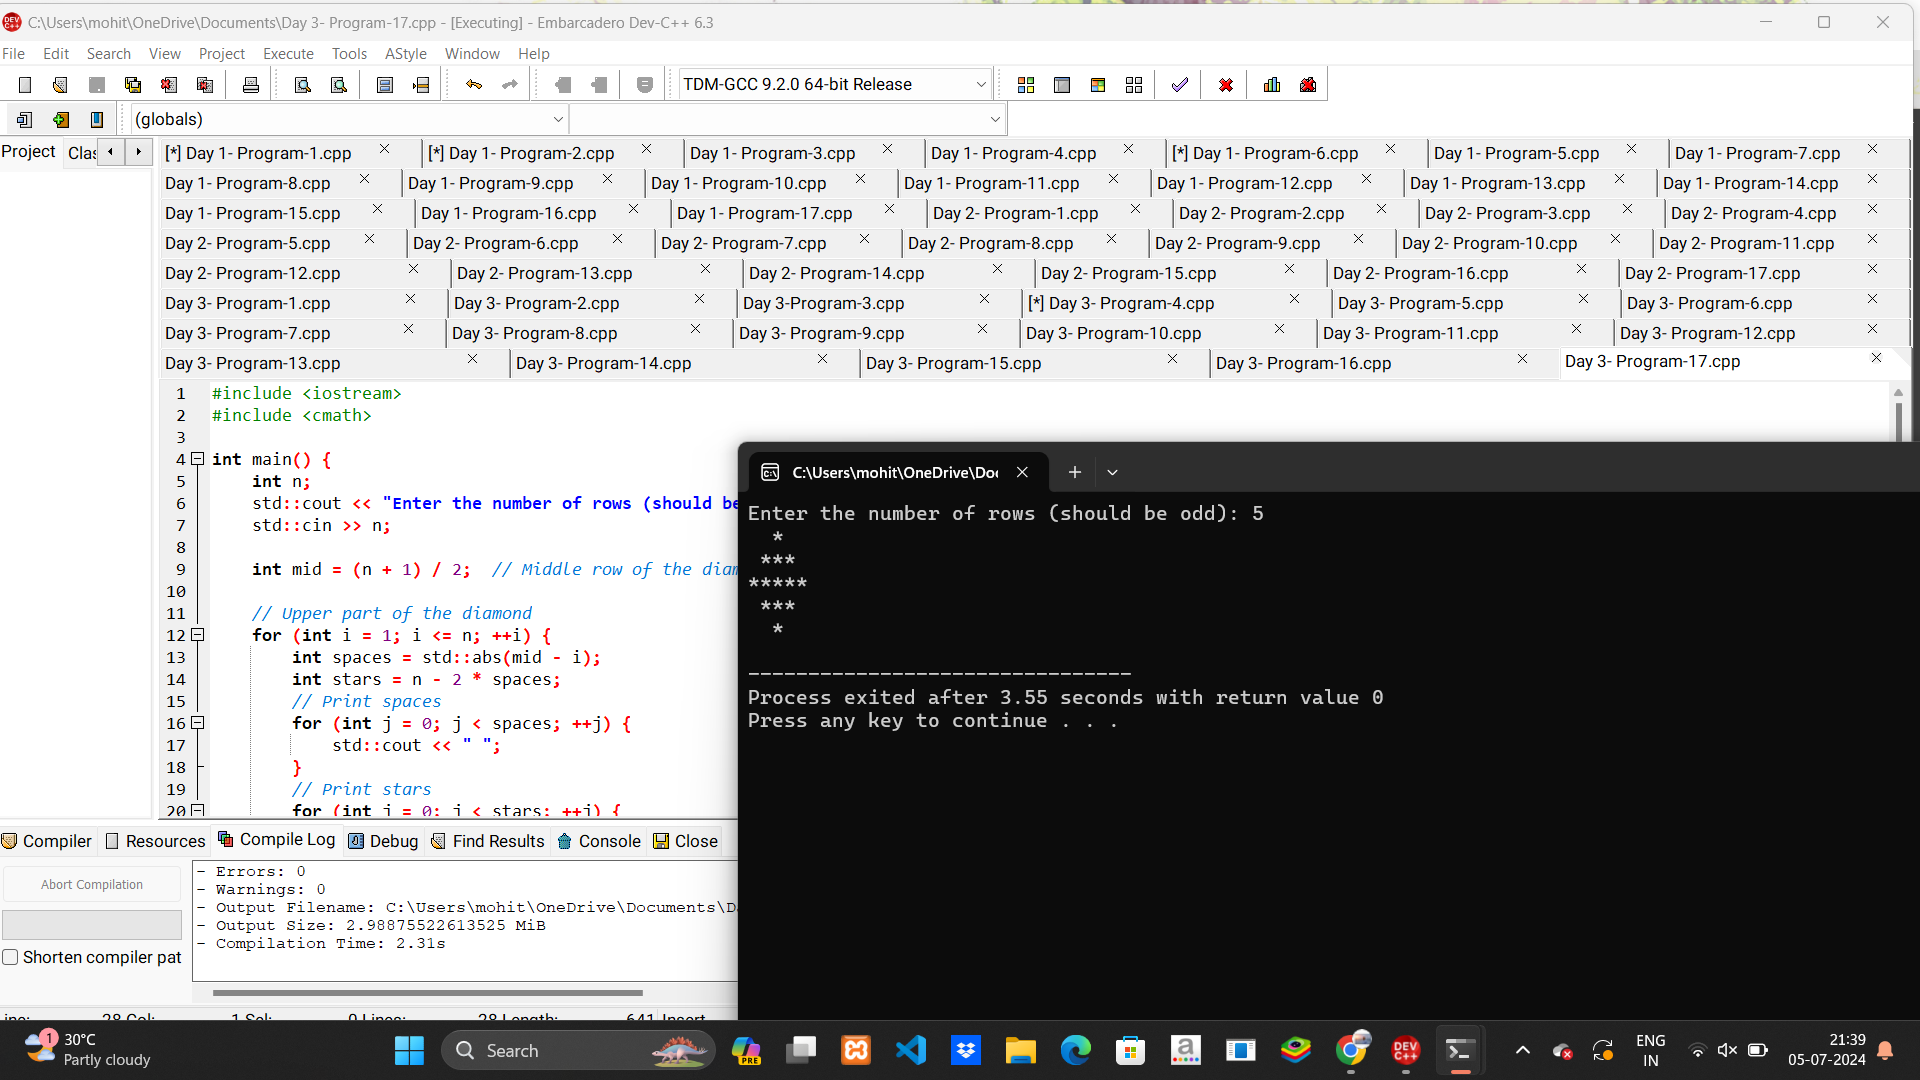 C:\Users\mohit\OneDrive\Documents\Day 3- Program-17.cpp - [Executing] - Embarcadero Dev-C++ 6.3
File Edit Search View Project Execute Tools AStyle Window Help
TDM-GCC 9.2.0 64-bit Release
(globals)
Project Clas
[*] Day 1- Program-1.cpp [*] Day 1- Program-2.cpp Day 1- Program-3.cpp Day 1- Program-4.cpp [*] Day 1- Program-6.cpp Day 1- Program-5.cpp Day 1- Program-7.cpp
Day 1- Program-8.cpp Day 1- Program-9.cpp Day 1- Program-10.cpp Day 1- Program-11.cpp Day 1- Program-12.cpp Day 1- Program-13.cpp Day 1- Program-14.cpp
Day 1- Program-15.cpp Day 1- Program-16.cpp Day 1- Program-17.cpp Day 2- Program-1.cpp Day 2- Program-2.cpp Day 2- Program-3.cpp Day 2- Program-4.cpp
Day 2- Program-5.cpp Day 2- Program-6.cpp Day 2- Program-7.cpp Day 2- Program-8.cpp Day 2- Program-9.cpp Day 2- Program-10.cpp Day 2- Program-11.cpp
Day 2- Program-12.cpp Day 2- Program-13.cpp Day 2- Program-14.cpp Day 2- Program-15.cpp Day 2- Program-16.cpp Day 2- Program-17.cpp
Day 3- Program-1.cpp Day 3- Program-2.cpp Day 3-Program-3.cpp [*] Day 3- Program-4.cpp Day 3- Program-5.cpp Day 3- Program-6.cpp
Day 3- Program-7.cpp Day 3- Program-8.cpp Day 3- Program-9.cpp Day 3- Program-10.cpp Day 3- Program-11.cpp Day 3- Program-12.cpp
Day 3- Program-13.cpp Day 3- Program-14.cpp Day 3- Program-15.cpp Day 3- Program-16.cpp Day 3- Program-17.cpp
1 #include <iostream>
2 #include <cmath>
3
4 int main() {
5 int n;
6 std::cout << "Enter the number of rows (should be
7 std::cin >> n;
8
9 int mid = (n + 1) / 2; // Middle row of the diam
10
11 // Upper part of the diamond
12 for (int i = 1; i <= n; ++i) {
13 int spaces = std::abs(mid - i);
14 int stars = n - 2 * spaces;
15 // Print spaces
16 for (int j = 0; j < spaces; ++j) {
17 std::cout << " ";
18 }
19 // Print stars
20 for (int j = 0; j < stars; ++j) {
C:\Users\mohit\OneDrive\Doc
Enter the number of rows (should be odd): 5
  *
 ***
*****
 ***
  *
--------------------------------
Process exited after 3.55 seconds with return value 0
Press any key to continue . . .
Compiler Resources Compile Log Debug Find Results Console Close
Abort Compilation
Shorten compiler pat
- Errors: 0
- Warnings: 0
- Output Filename: C:\Users\mohit\OneDrive\Documents\Da
- Output Size: 2.98875522613525 MiB
- Compilation Time: 2.31s
28 Col: 1 Sel: 0 Lines: 28 Length: 641 Insert
1
30°C
Partly cloudy
Search
PRE
DEV C++
ENG
IN
21:39
05-07-2024